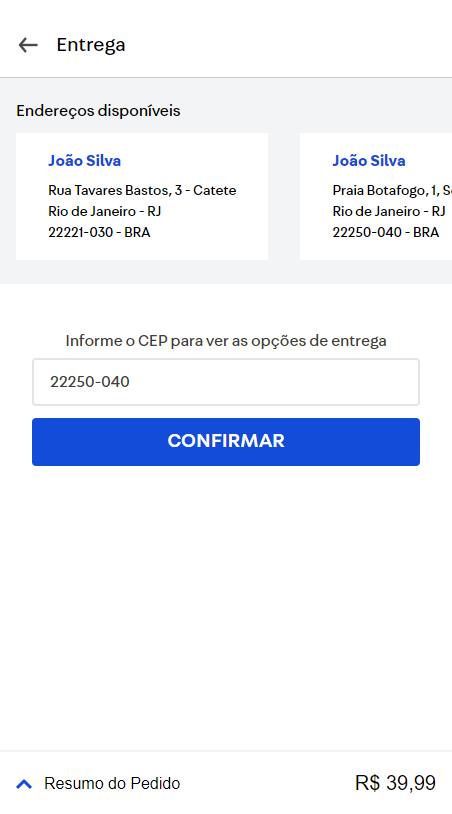 Entrega
Endereços disponíveis
João Silva
Rua Tavares Bastos, 3 - Catete
Rio de Janeiro - RJ
22221-030 - BRA
João Silva
Praia Botafogo, 1, S
Rio de Janeiro - RJ
22250-040 - BRA
Informe o CEP para ver as opções de entrega
22250-040
CONFIRMAR
Resumo do Pedido
R$ 39,99